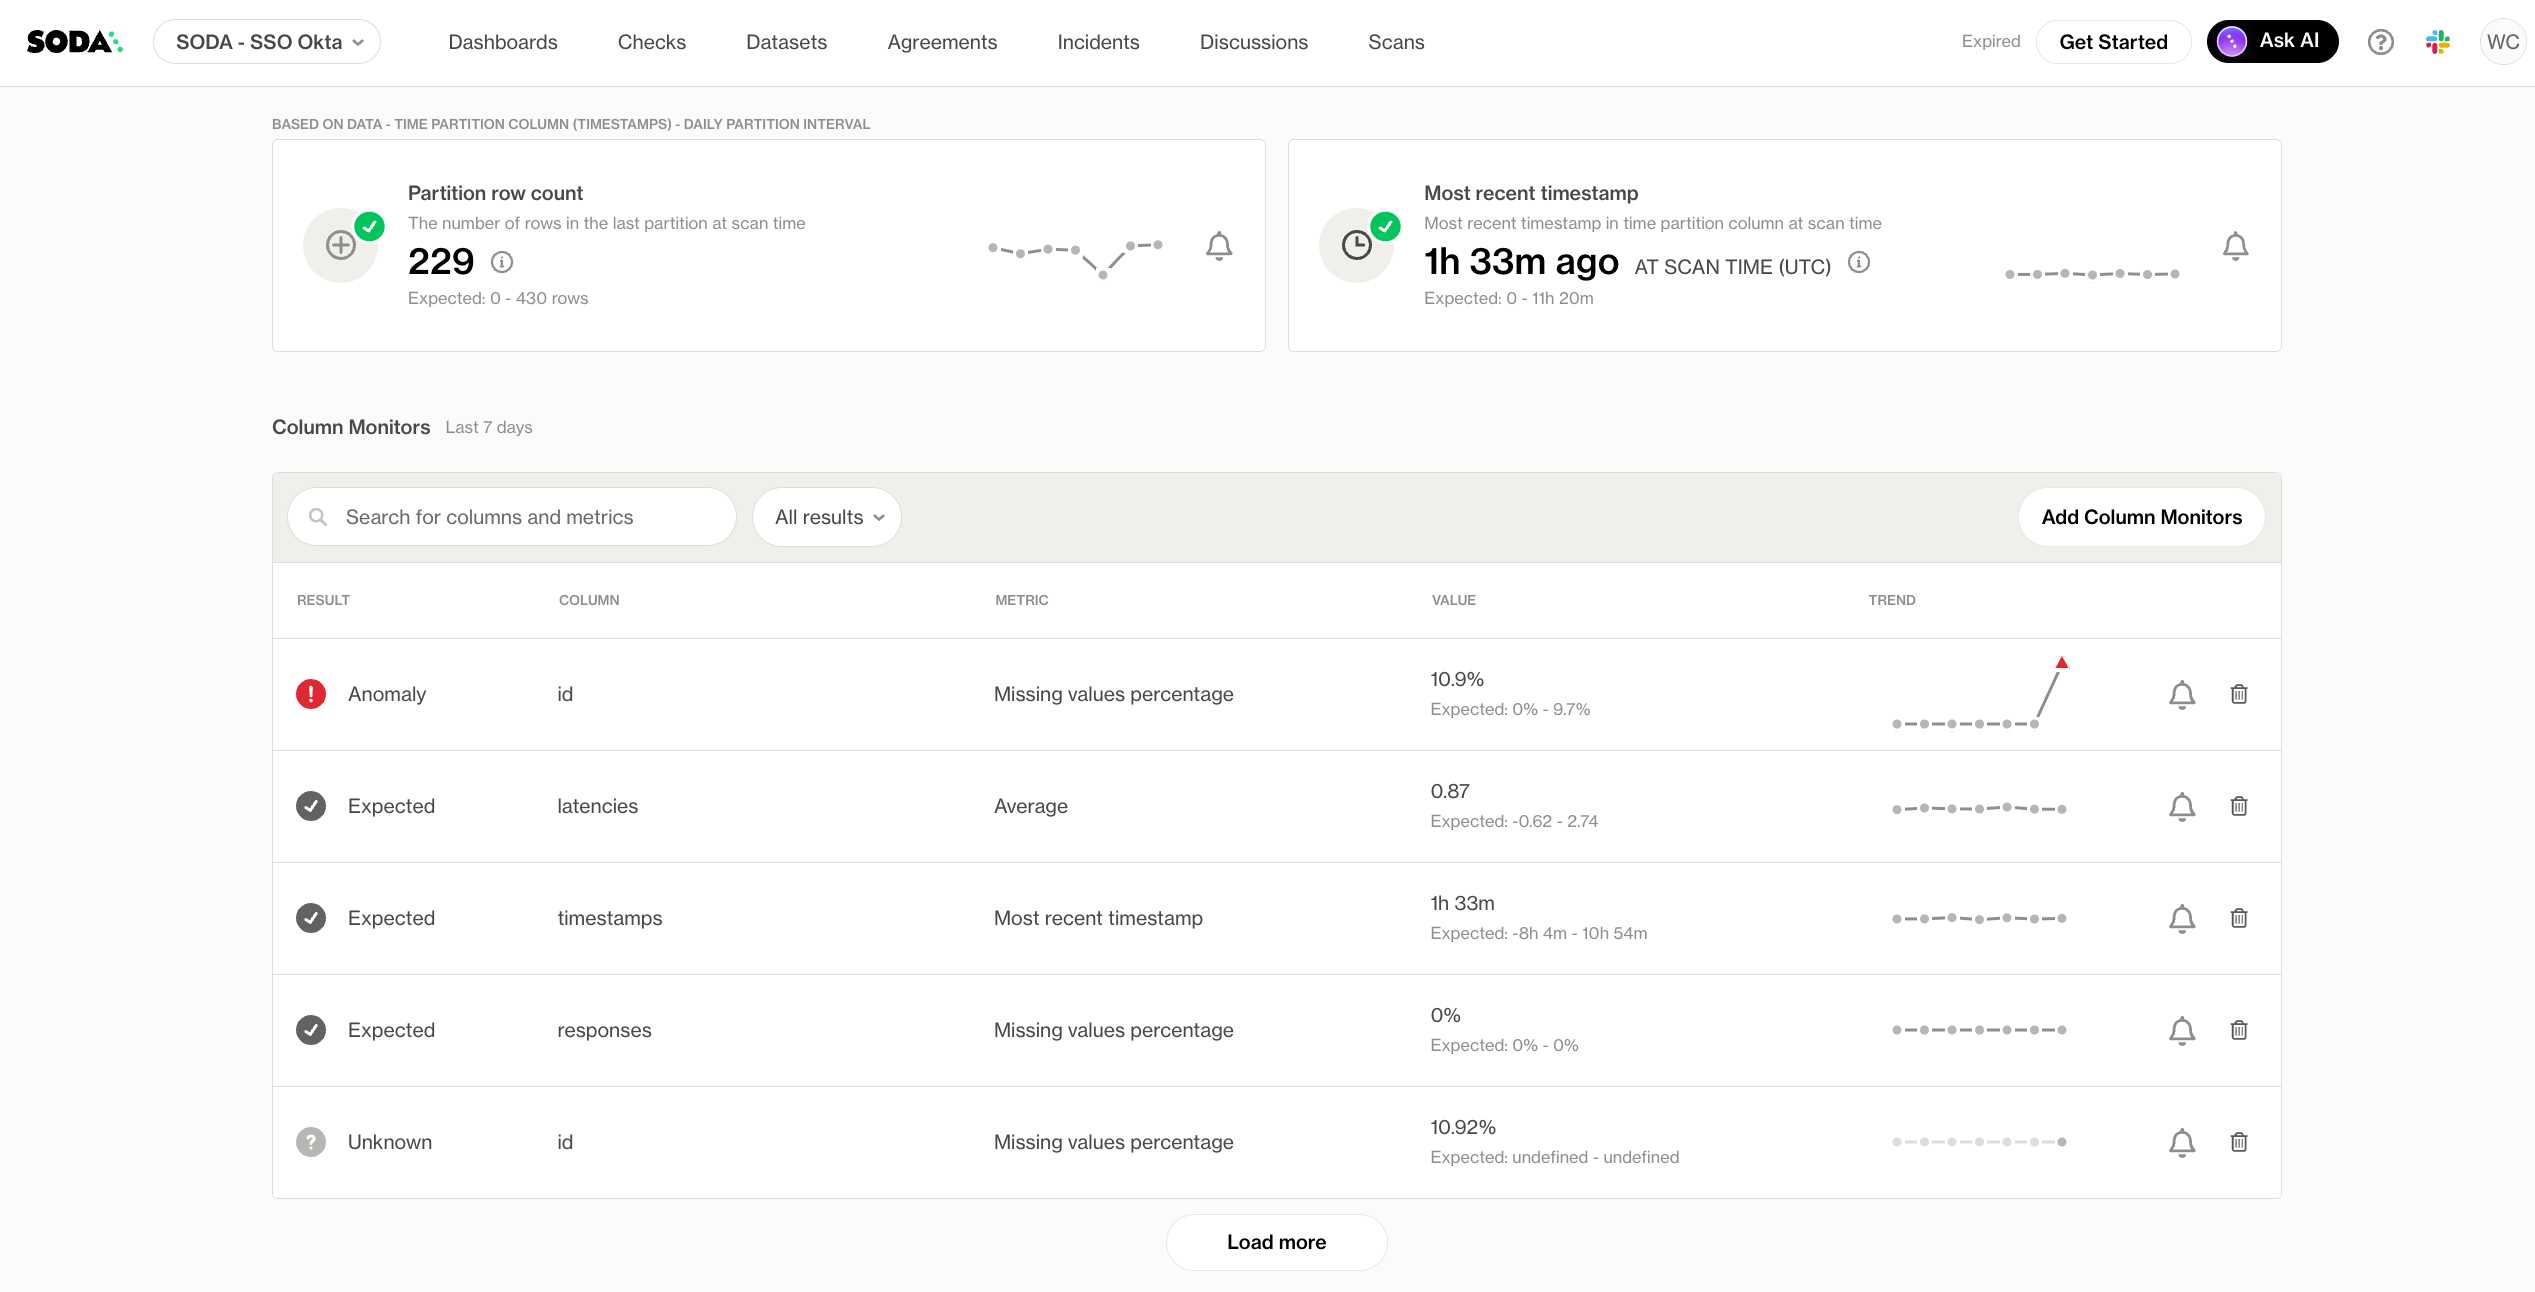 SODA
SODA - SSO Okta
Dashboards
Checks
Datasets
Agreements
Incidents
Discussions
Scans
Expired
Get Started
Ask AI
?
WC
BASED ON DATA - TIME PARTITION COLUMN (TIMESTAMPS) - DAILY PARTITION INTERVAL
Partition row count
The number of rows in the last partition at scan time
229
Expected: 0 - 430 rows
Most recent timestamp
Most recent timestamp in time partition column at scan time
1h 33m ago AT SCAN TIME (UTC)
Expected: 0 - 11h 20m
Column Monitors Last 7 days
Search for columns and metrics
All results
Add Column Monitors
RESULT COLUMN METRIC VALUE TREND
Anomaly id Missing values percentage 10.9%
Expected: 0% - 9.7%
Expected latencies Average 0.87
Expected: -0.62 - 2.74
Expected timestamps Most recent timestamp 1h 33m
Expected: -8h 4m - 10h 54m
Expected responses Missing values percentage 0%
Expected: 0% - 0%
Unknown id Missing values percentage 10.92%
Expected: undefined - undefined
Load more